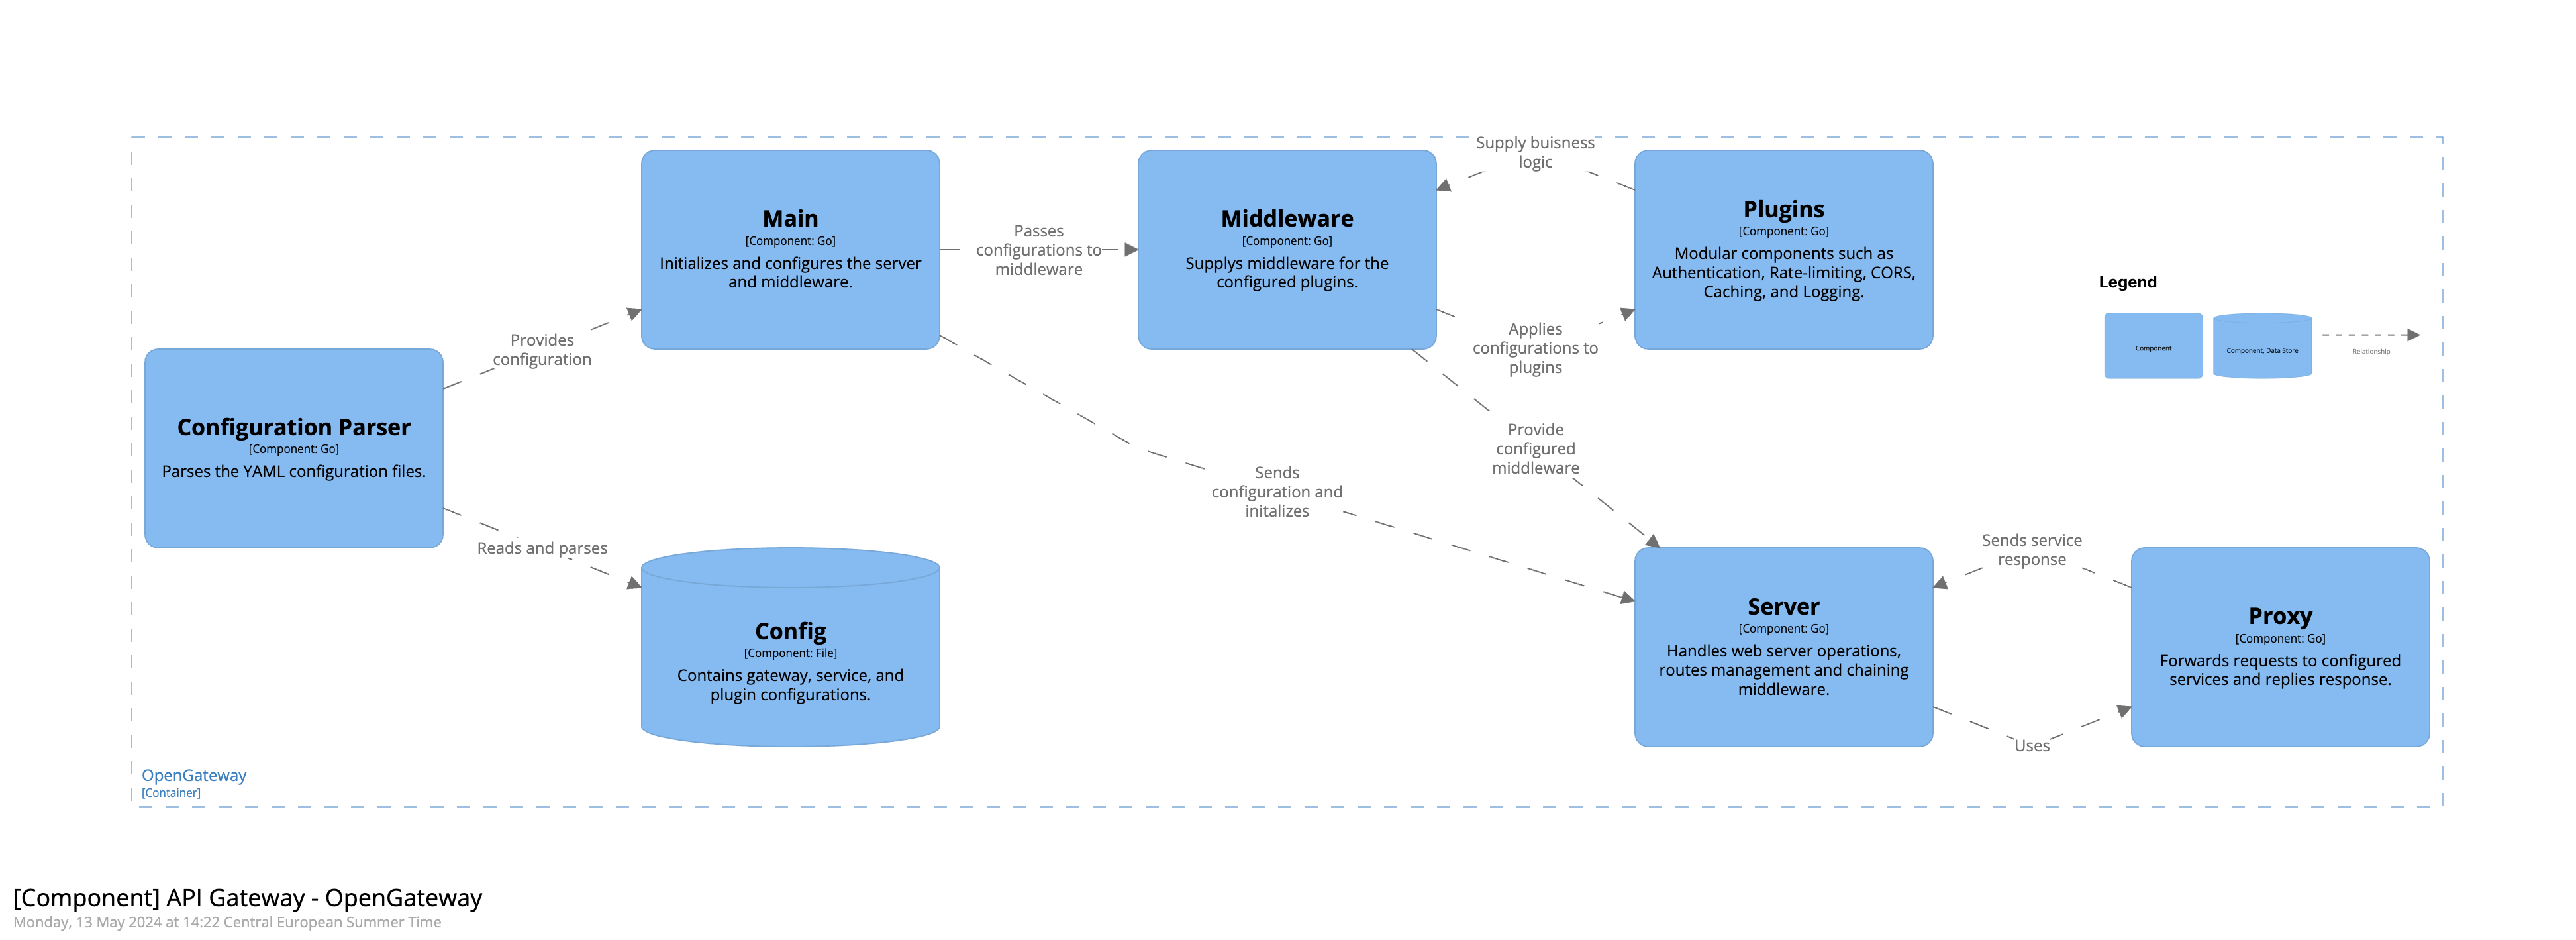 Supply buisness
logic
Main
[Component: Go]
Initializes and configures the server
and middleware.
Passes
configurations to
middleware
Middleware
[Component: Go]
Supplys middleware for the
configured plugins.
Plugins
[Component: Go]
Modular components such as
Authentication, Rate-limiting, CORS,
Caching, and Logging.
Applies
configurations to
plugins
Legend
Component
Component, Data Store
Relationship
Provides
configuration
Configuration Parser
[Component: Go]
Parses the YAML configuration files.
Reads and parses
Provide
configured
middleware
Sends
configuration and
initalizes
Config
[Component: File]
Contains gateway, service, and
plugin configurations.
Server
[Component: Go]
Handles web server operations,
routes management and chaining
middleware.
Sends service
response
Proxy
[Component: Go]
Forwards requests to configured
services and replies response.
Uses
OpenGateway
[Container]
[Component] API Gateway - OpenGateway
Monday, 13 May 2024 at 14:22 Central European Summer Time